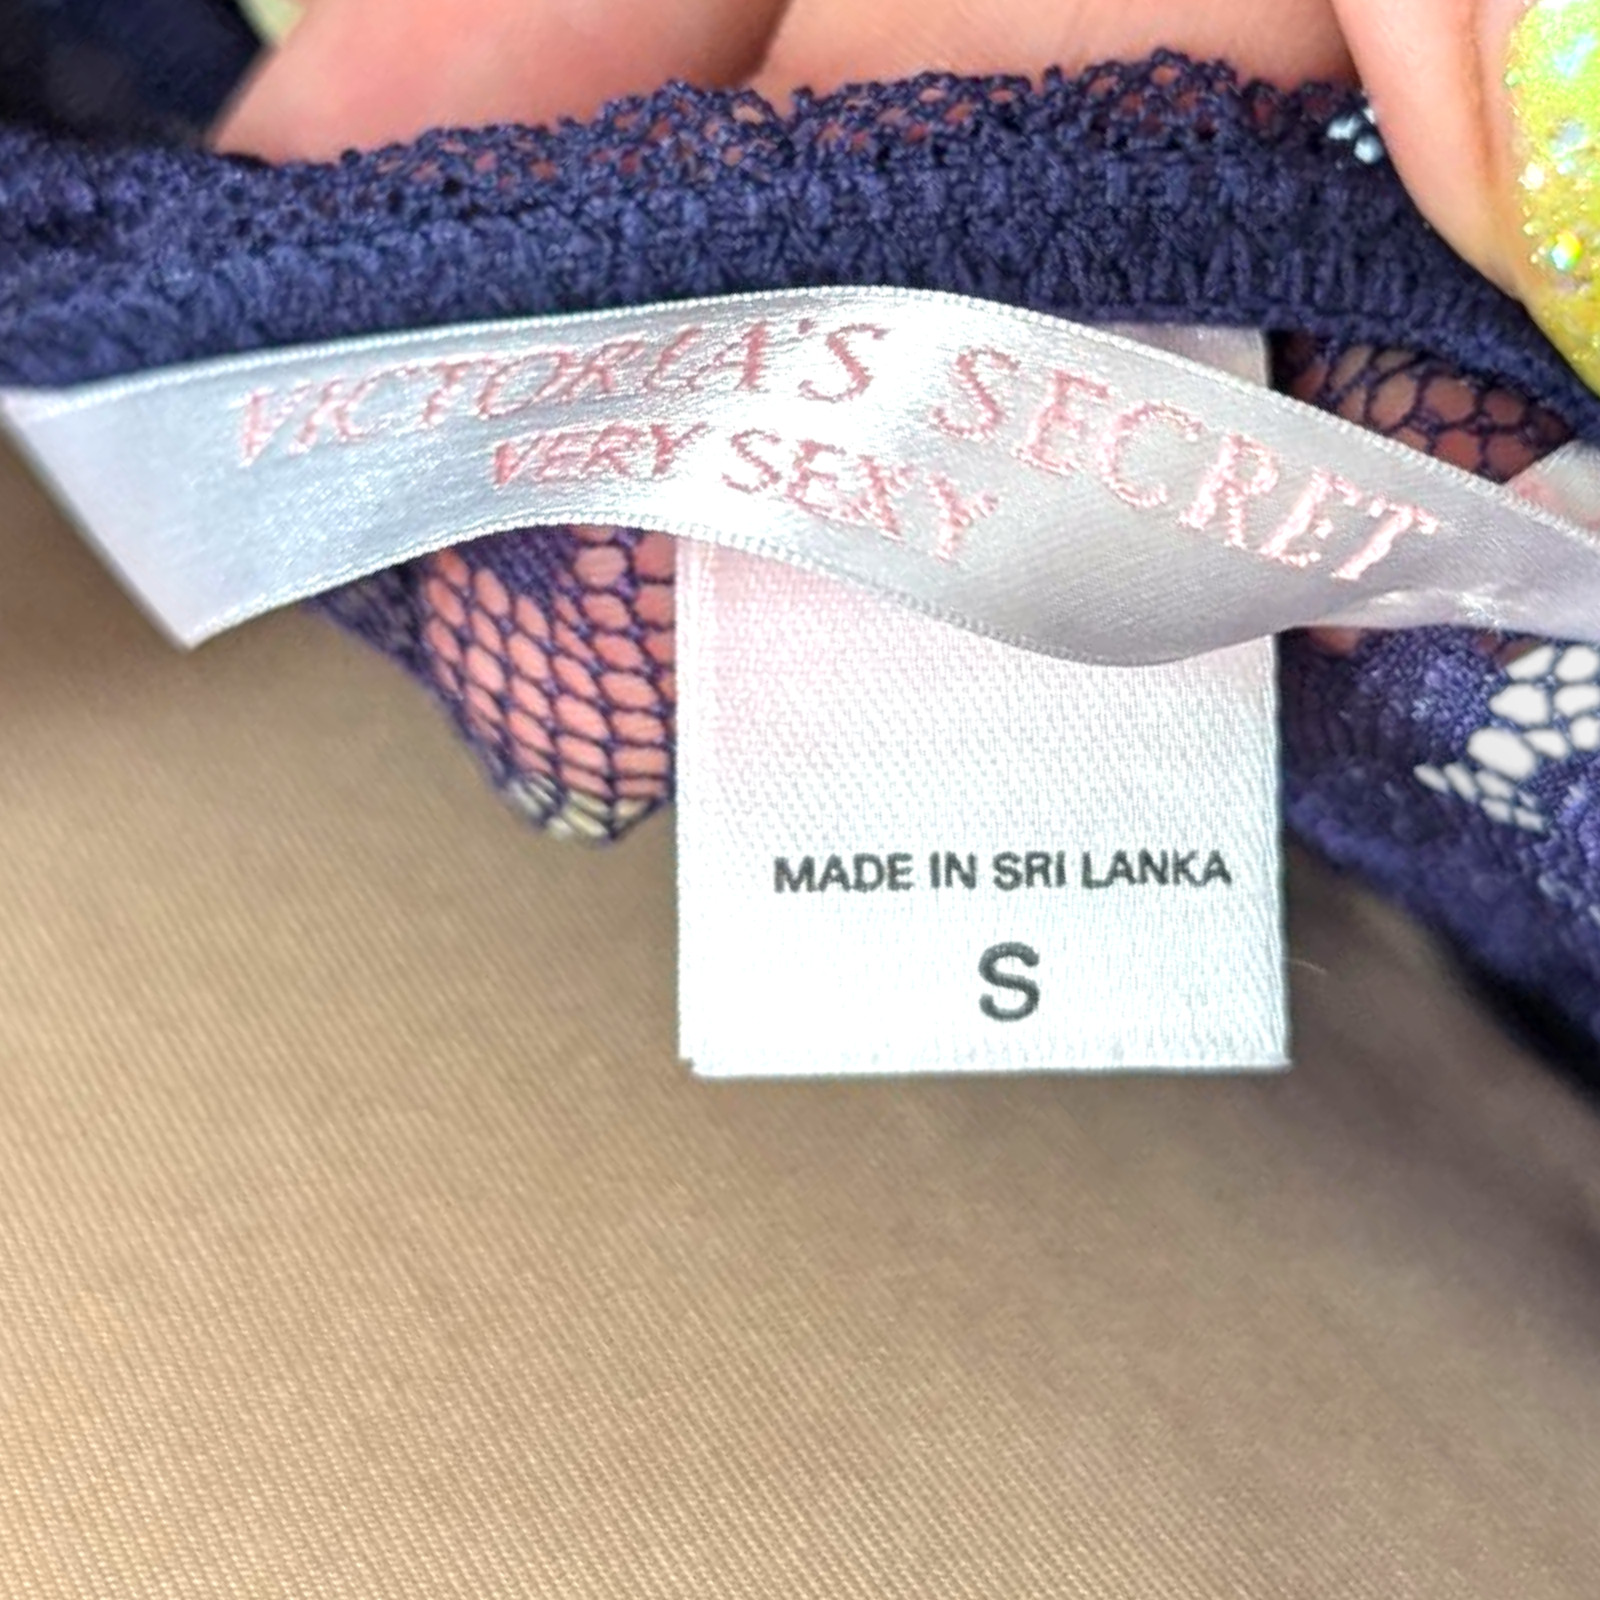 VICTORIA'S SECRET
VERY SEXY
MADE IN SRI LANKA
S